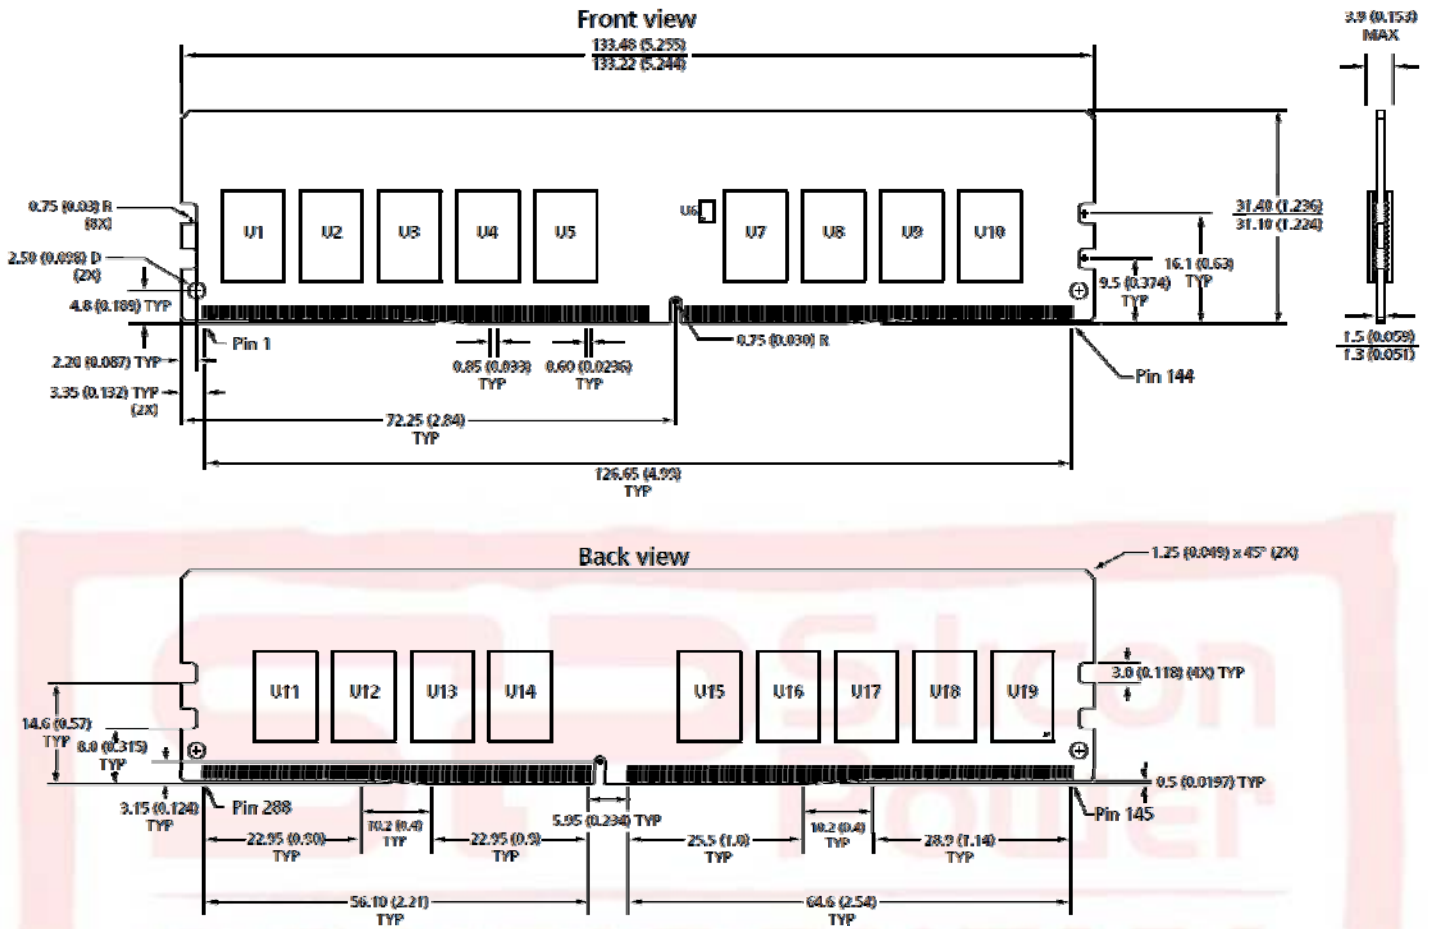 Front view
133.48 (5.255)
133.22 (5.244)
3.9 (0.153)
MAX
0.75 (0.03) R
(8X)
2.50 (0.098) D
(2X)
4.8 (0.189) TYP
2.20 (0.087) TYP
3.35 (0.132) TYP
(2X)
U1
U2
U3
U4
U5
U6
U7
U8
U9
U10
31.40 (1.236)
31.10 (1.224)
16.1 (0.63)
TYP
9.5 (0.374)
TYP
Pin 1
0.85 (0.033)
TYP
0.60 (0.0236)
TYP
0.75 (0.030) R
Pin 144
1.5 (0.059)
1.3 (0.051)
72.25 (2.84)
TYP
126.65 (4.99)
TYP
Back view
1.25 (0.049) x 45° (2X)
U11
U12
U13
U14
U15
U16
U17
U18
U19
3.0 (0.118) (4X) TYP
14.6 (0.57)
TYP
8.0 (0.315)
TYP
3.15 (0.124)
TYP
Pin 288
0.5 (0.0197) TYP
Pin 145
5.95 (0.234) TYP
22.95 (0.90)
TYP
10.2 (0.4)
TYP
22.95 (0.9)
TYP
25.5 (1.0)
TYP
10.2 (0.4)
TYP
28.9 (1.14)
TYP
56.10 (2.21)
TYP
64.6 (2.54)
TYP
SP Silicon
Power